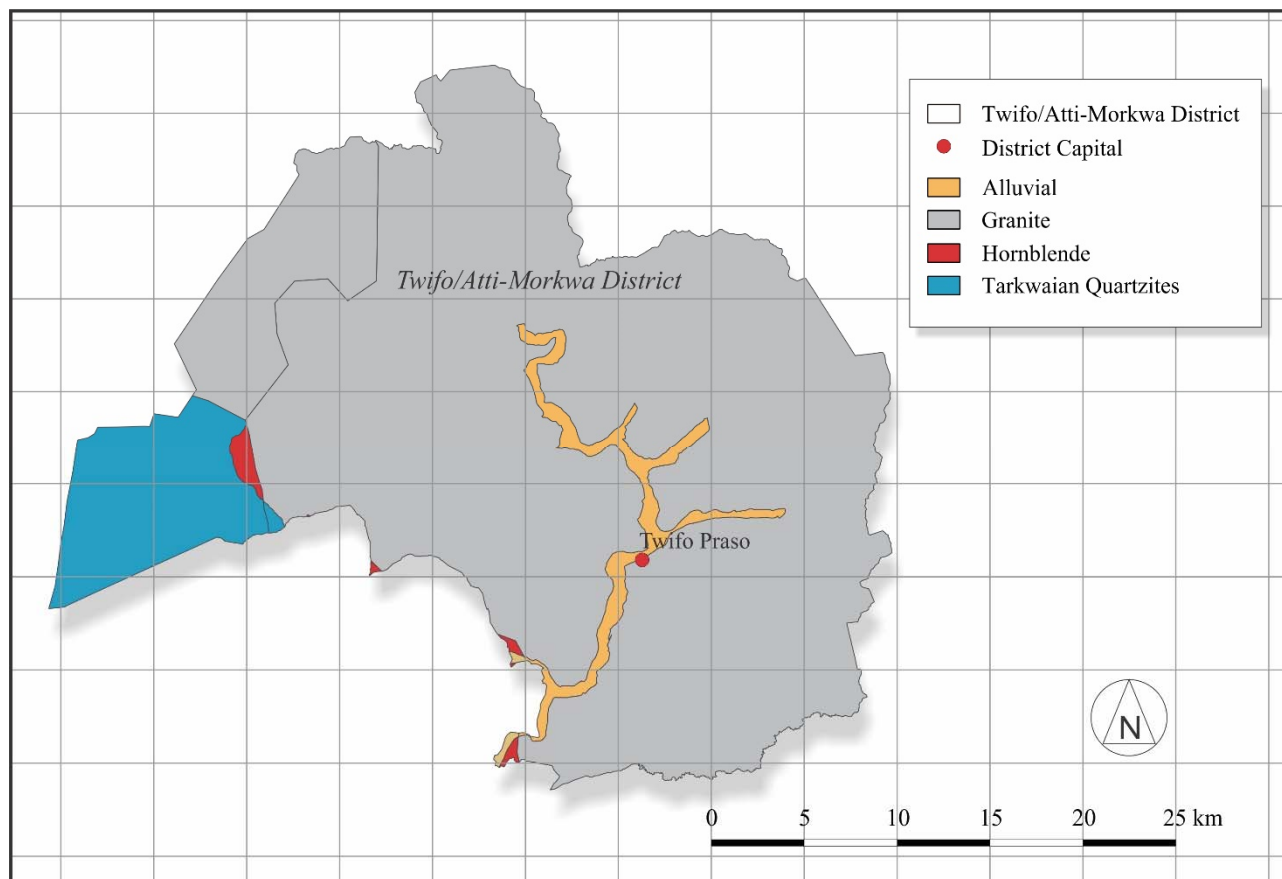 Twifo/Atti-Morkwa District
District Capital
Alluvial
Granite
Hornblende
Tarkwaian Quartzites
Twifo/Atti-Morkwa District
Twifo Praso
N
0 5 10 15 20 25 km